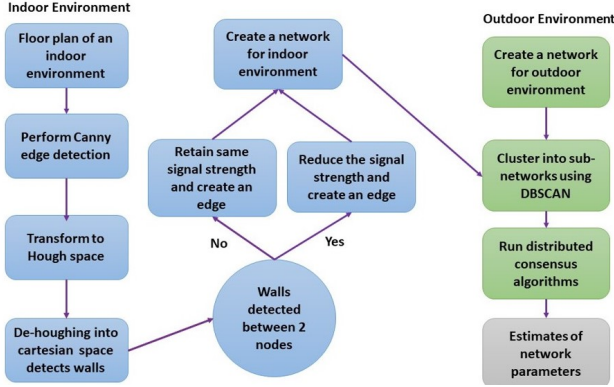 Indoor Environment
Floor plan of an
indoor
environment
Perform Canny
edge detection
Transform to
Hough space
De-houghing into
cartesian space
detects walls
Create a network
for indoor
environment
Retain same
signal strength
and create an
edge
Reduce the signal
strength and
create an edge
No
Yes
Walls
detected
between 2
nodes
Outdoor Environment
Create a network
for outdoor
environment
Cluster into sub-
networks using
DBSCAN
Run distributed
consensus
algorithms
Estimates of
network
parameters